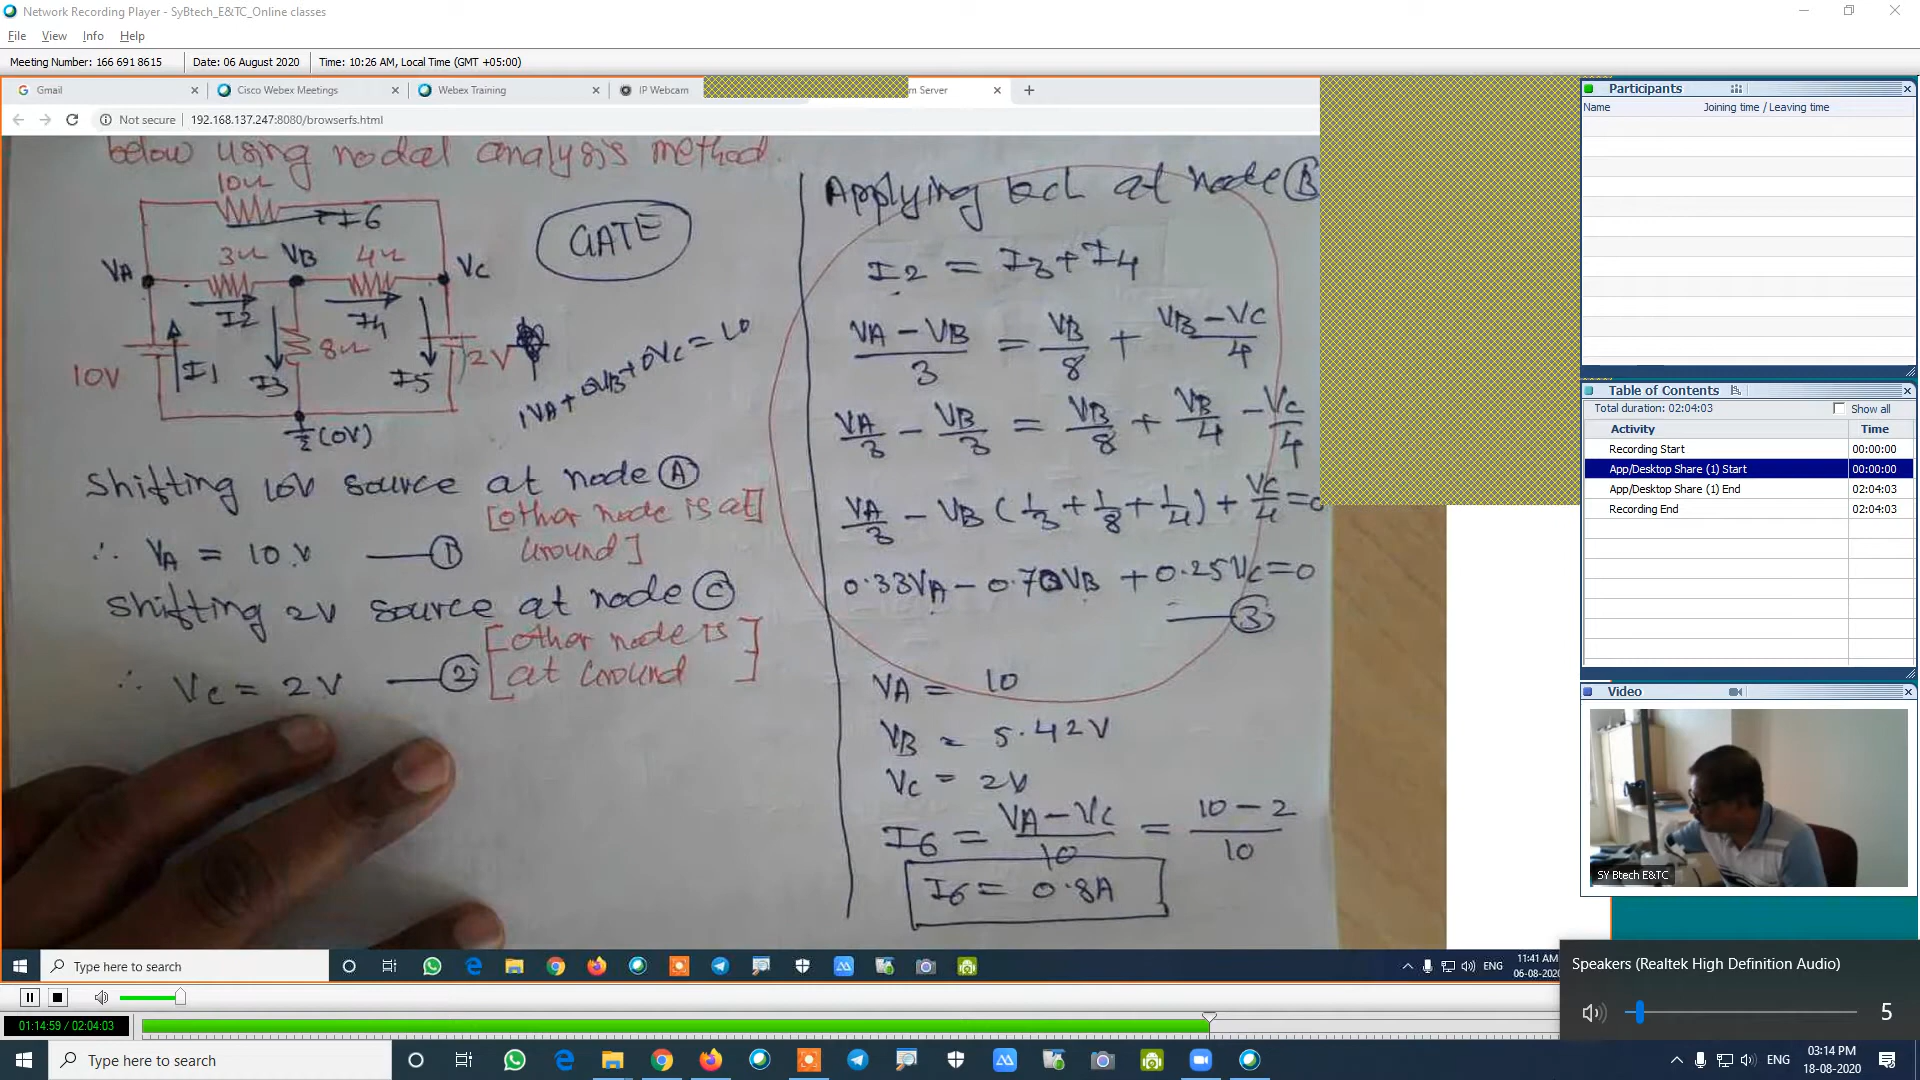 Network Recording Player - SyBtech_E&TC_Online classes
File View Info Help
Meeting Number: 166 691 8615 Date: 06 August 2020 Time: 10:26 AM, Local Time (GMT +05:00)
Gmail Cisco Webex Meetings Webex Training IP Webcam rn Server
Not secure 192.168.137.247:8080/browserfs.html
below using nodal analysis method.
10Ω
I6
GATE
VA 3Ω VB 4Ω VC
I2 I4
10V I1 I3 8Ω I5 2V
1VA + 0VB + 0VC = 10
(0V)
Shifting 10V source at node A
[other node is at
Ground]
∴ VA = 10 V — 1
Shifting 2V source at node C
[other node is
at Ground]
∴ VC = 2V — 2
Applying kcl at node B
I2 = I3 + I4
VA - VB / 3 = VB / 8 + VB - VC / 4
VA/3 - VB/3 = VB/8 + VB/4 - VC/4
VA/3 - VB (1/3 + 1/8 + 1/4) + VC/4 = 0
0.33VA - 0.70VB + 0.25VC = 0
— 3
VA = 10
VB = 5.42V
VC = 2V
I6 = VA - VC / 10 = 10 - 2 / 10
I6 = 0.8A
Participants
Name Joining time / Leaving time
Table of Contents
Total duration: 02:04:03 Show all
Activity Time
Recording Start 00:00:00
App/Desktop Share (1) Start 00:00:00
App/Desktop Share (1) End 02:04:03
Recording End 02:04:03
Video
SY Btech E&TC
Type here to search
ENG 11:41 AM
06-08-2020
Speakers (Realtek High Definition Audio)
5
01:14:59 / 02:04:03
Type here to search
ENG 03:14 PM
18-08-2020